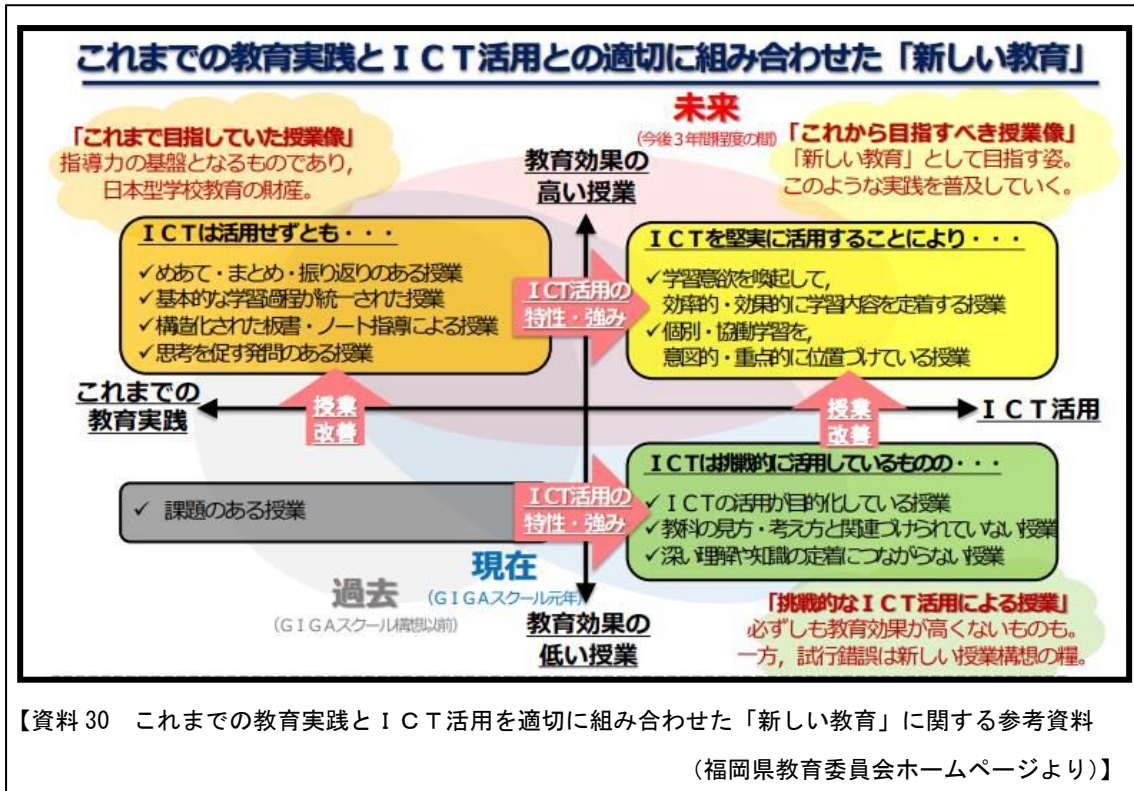 これまでの教育実践とＩＣＴ活用との適切に組み合わせた「新しい教育」
「これまで目指していた授業像」
指導力の基盤となるものであり，
日本型学校教育の財産。
未来
（今後３年間程度の間）
「これから目指すべき授業像」
「新しい教育」として目指す姿。
このような実践を普及していく。
教育効果の
高い授業
ＩＣＴは活用せずとも・・・
✓めあて・まとめ・振り返りのある授業
✓基本的な学習過程が統一された授業
✓構造化された板書・ノート指導による授業
✓思考を促す発問のある授業
ＩＣＴ活用の
特性・強み
ＩＣＴを堅実に活用することにより・・・
✓学習意欲を喚起して，
効率的・効果的に学習内容を定着する授業
✓個別・協働学習を，
意図的・重点的に位置づけている授業
これまでの
教育実践
授業
改善
授業
改善
ＩＣＴ活用
✓ 課題のある授業
ＩＣＴ活用の
特性・強み
ＩＣＴは挑戦的に活用しているものの・・・
✓ＩＣＴの活用が目的化している授業
✓教科の見方・考え方と関連づけられていない授業
✓深い理解や知識の定着につながらない授業
過去
（ＧＩＧＡスクール構想以前）
現在
（ＧＩＧＡスクール元年）
教育効果の
低い授業
「挑戦的なＩＣＴ活用による授業」
必ずしも教育効果が高くないものも。
一方，試行錯誤は新しい授業構想の糧。
【資料 30　これまでの教育実践とＩＣＴ活用を適切に組み合わせた「新しい教育」に関する参考資料
（福岡県教育委員会ホームページより）】